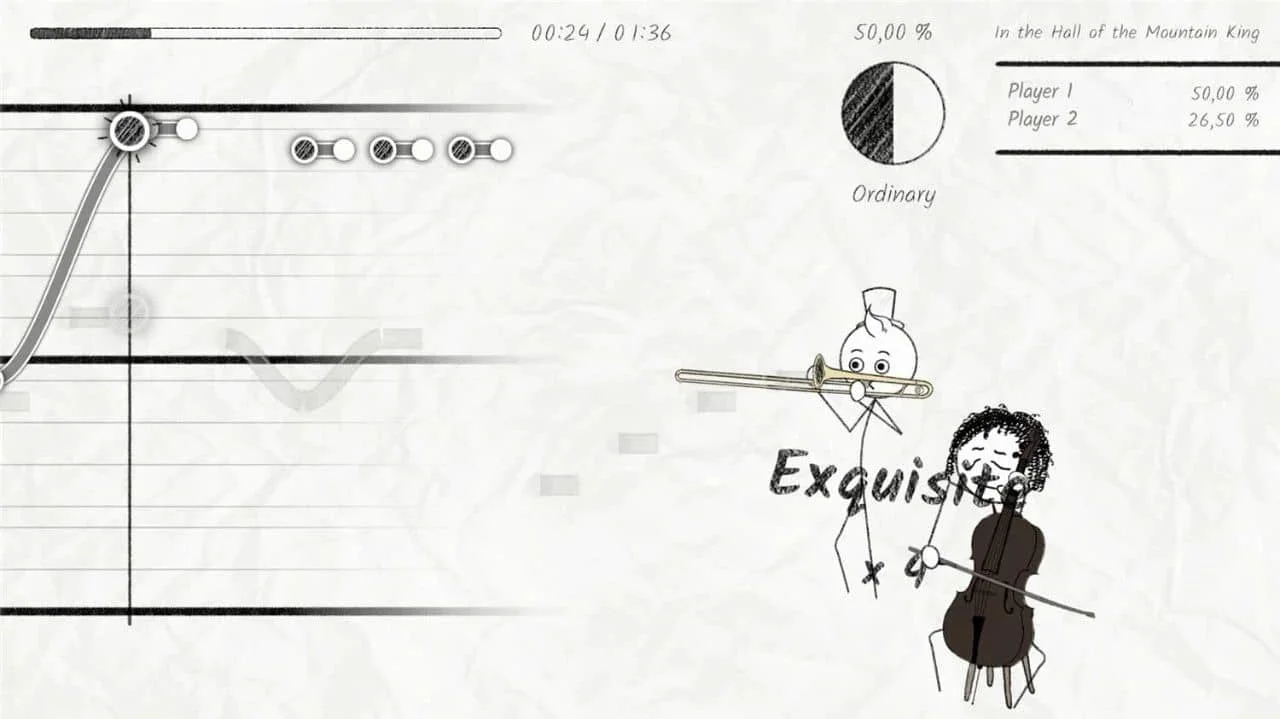 00:24 / 01:36
50,00 %
Ordinary
In the Hall of the Mountain King
Player 1 50,00 %
Player 2 26,50 %
Exquisite
x